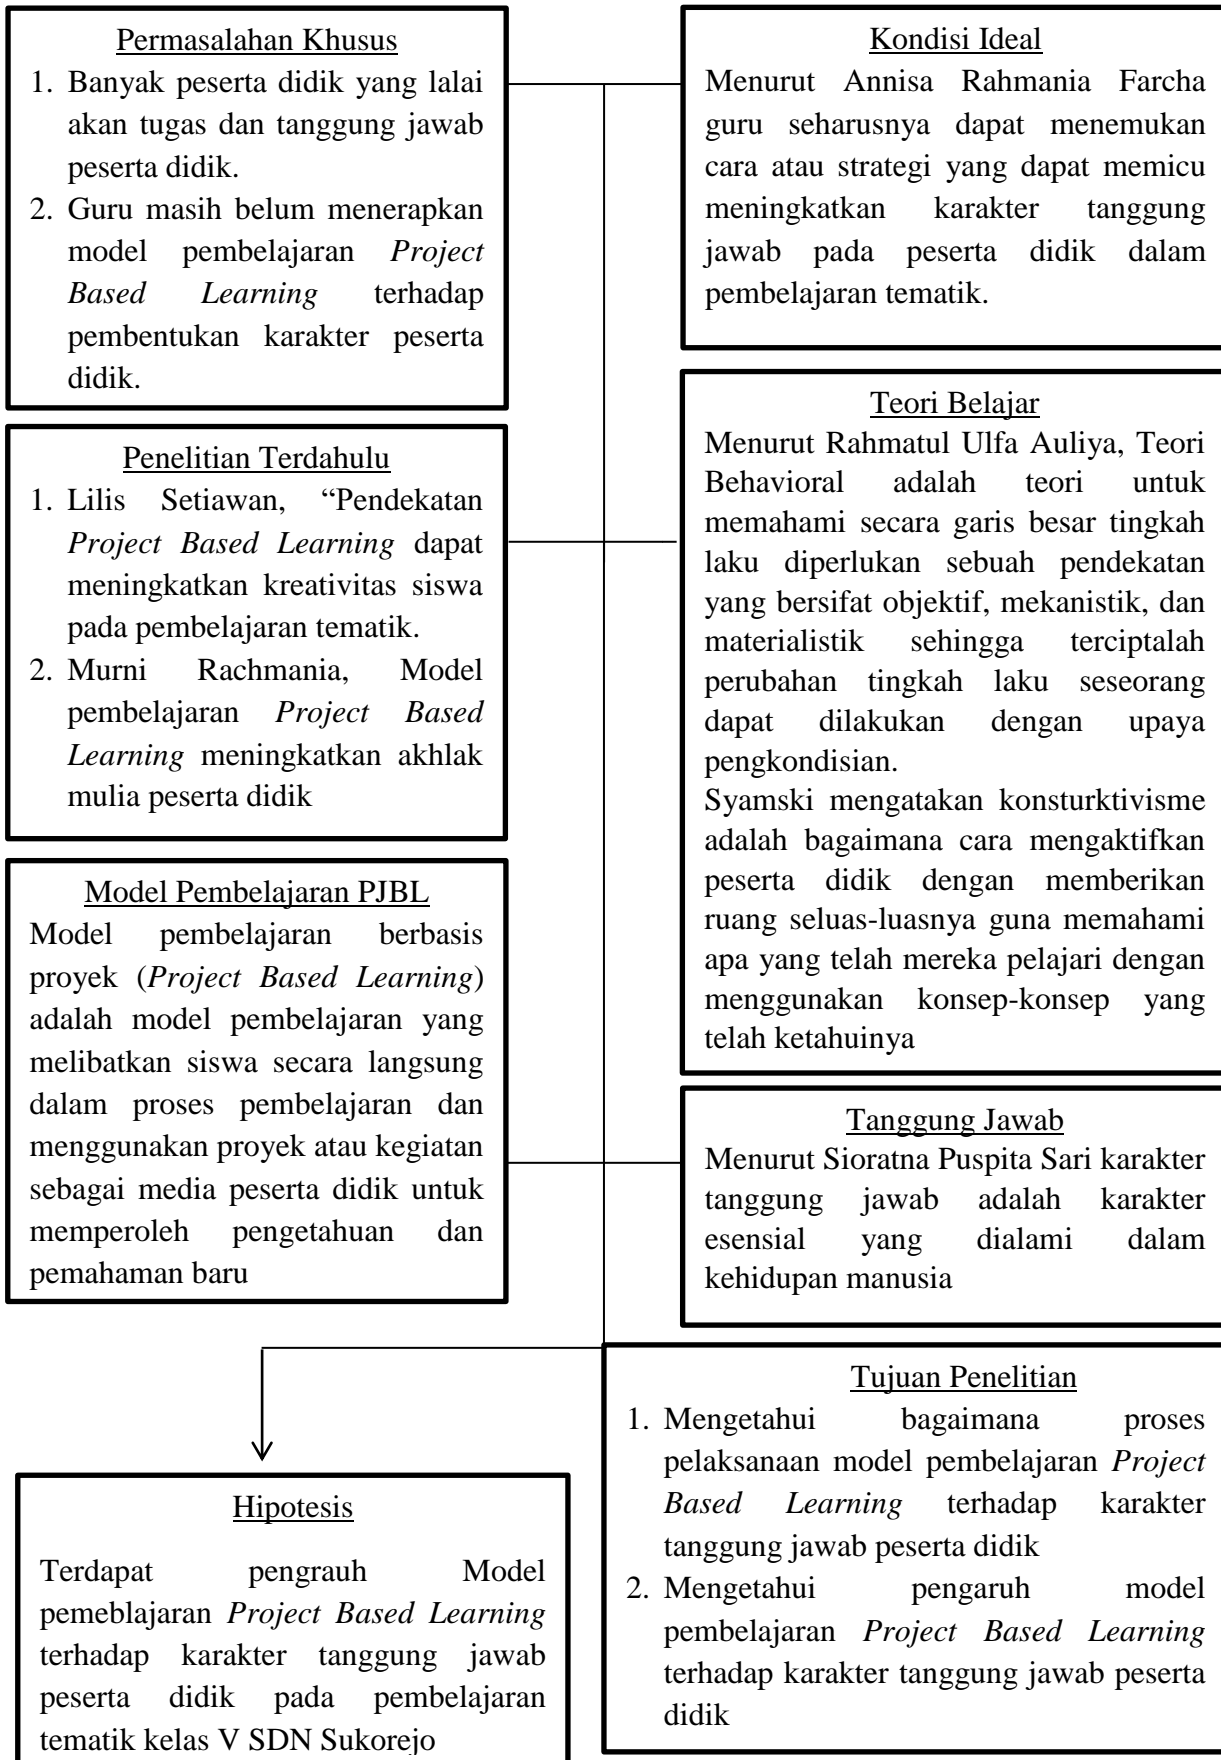 Permasalahan Khusus
1. Banyak peserta didik yang lalai
akan tugas dan tanggung jawab
peserta didik.
2. Guru masih belum menerapkan
model pembelajaran Project
Based Learning terhadap
pembentukan karakter peserta
didik.
Kondisi Ideal
Menurut Annisa Rahmania Farcha
guru seharusnya dapat menemukan
cara atau strategi yang dapat memicu
meningkatkan karakter tanggung
jawab pada peserta didik dalam
pembelajaran tematik.
Penelitian Terdahulu
1. Lilis Setiawan, “Pendekatan
Project Based Learning dapat
meningkatkan kreativitas siswa
pada pembelajaran tematik.
2. Murni Rachmania, Model
pembelajaran Project Based
Learning meningkatkan akhlak
mulia peserta didik
Teori Belajar
Menurut Rahmatul Ulfa Auliya, Teori
Behavioral adalah teori untuk
memahami secara garis besar tingkah
laku diperlukan sebuah pendekatan
yang bersifat objektif, mekanistik, dan
materialistik sehingga terciptalah
perubahan tingkah laku seseorang
dapat dilakukan dengan upaya
pengkondisian.
Syamski mengatakan konsturktivisme
adalah bagaimana cara mengaktifkan
peserta didik dengan memberikan
ruang seluas-luasnya guna memahami
apa yang telah mereka pelajari dengan
menggunakan konsep-konsep yang
telah ketahuinya
Model Pembelajaran PJBL
Model pembelajaran berbasis
proyek (Project Based Learning)
adalah model pembelajaran yang
melibatkan siswa secara langsung
dalam proses pembelajaran dan
menggunakan proyek atau kegiatan
sebagai media peserta didik untuk
memperoleh pengetahuan dan
pemahaman baru
Tanggung Jawab
Menurut Sioratna Puspita Sari karakter
tanggung jawab adalah karakter
esensial yang dialami dalam
kehidupan manusia
Tujuan Penelitian
1. Mengetahui bagaimana proses
pelaksanaan model pembelajaran Project
Based Learning terhadap karakter
tanggung jawab peserta didik
2. Mengetahui pengaruh model
pembelajaran Project Based Learning
terhadap karakter tanggung jawab peserta
didik
Hipotesis
Terdapat pengrauh Model
pemeblajaran Project Based Learning
terhadap karakter tanggung jawab
peserta didik pada pembelajaran
tematik kelas V SDN Sukorejo